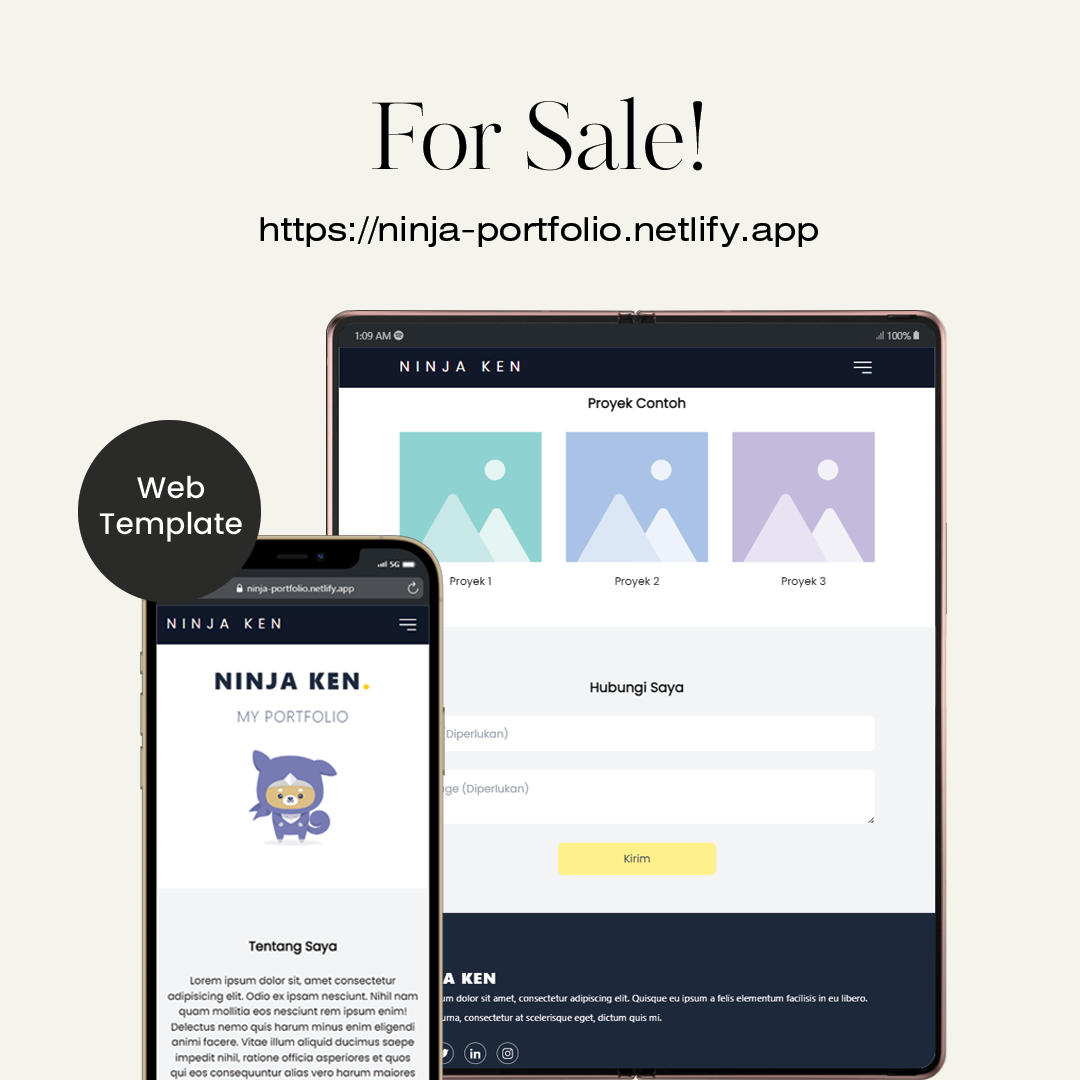 For Sale!
https://ninja-portfolio.netlify.app
Web
Template
1:09 AM
100%
NINJA KEN
Proyek Contoh
Proyek 1
Proyek 2
Proyek 3
Hubungi Saya
(Diperlukan)
(Diperlukan)
Kirim
KEN
dolor sit amet, consectetur adipiscing elit. Quisque eu ipsum a felis elementum facilisis in eu libero.
consectetur at scelerisque eget, dictum quis mi.
in
5G
ninja-portfolio.netlify.app
NINJA KEN
NINJA KEN.
MY PORTFOLIO
Tentang Saya
Lorem ipsum dolor sit, amet consectetur
adipisicing elit. Odio ex ipsam nesciunt. Nihil nam
quam mollitia eos nesciunt rem ipsum enim!
Delectus nemo quis harum minus enim eligendi
animi facere. Vitae illum aliquid ducimus saepe
impedit nihil, ratione officia asperiores et quos
qui eos consequuntur alias vero harum maiores